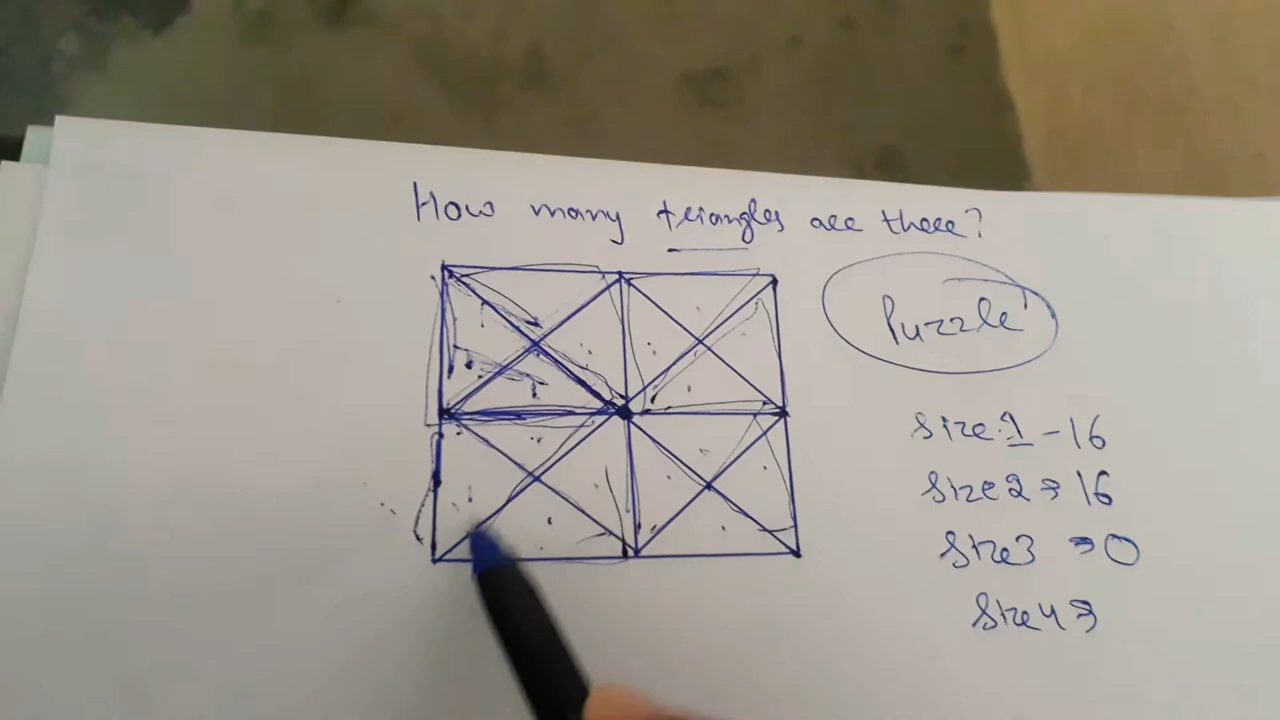 How many triangles are there?
Puzzle
Size 1 - 16
Size 2 → 16
Size 3 → 0
Size 4 →